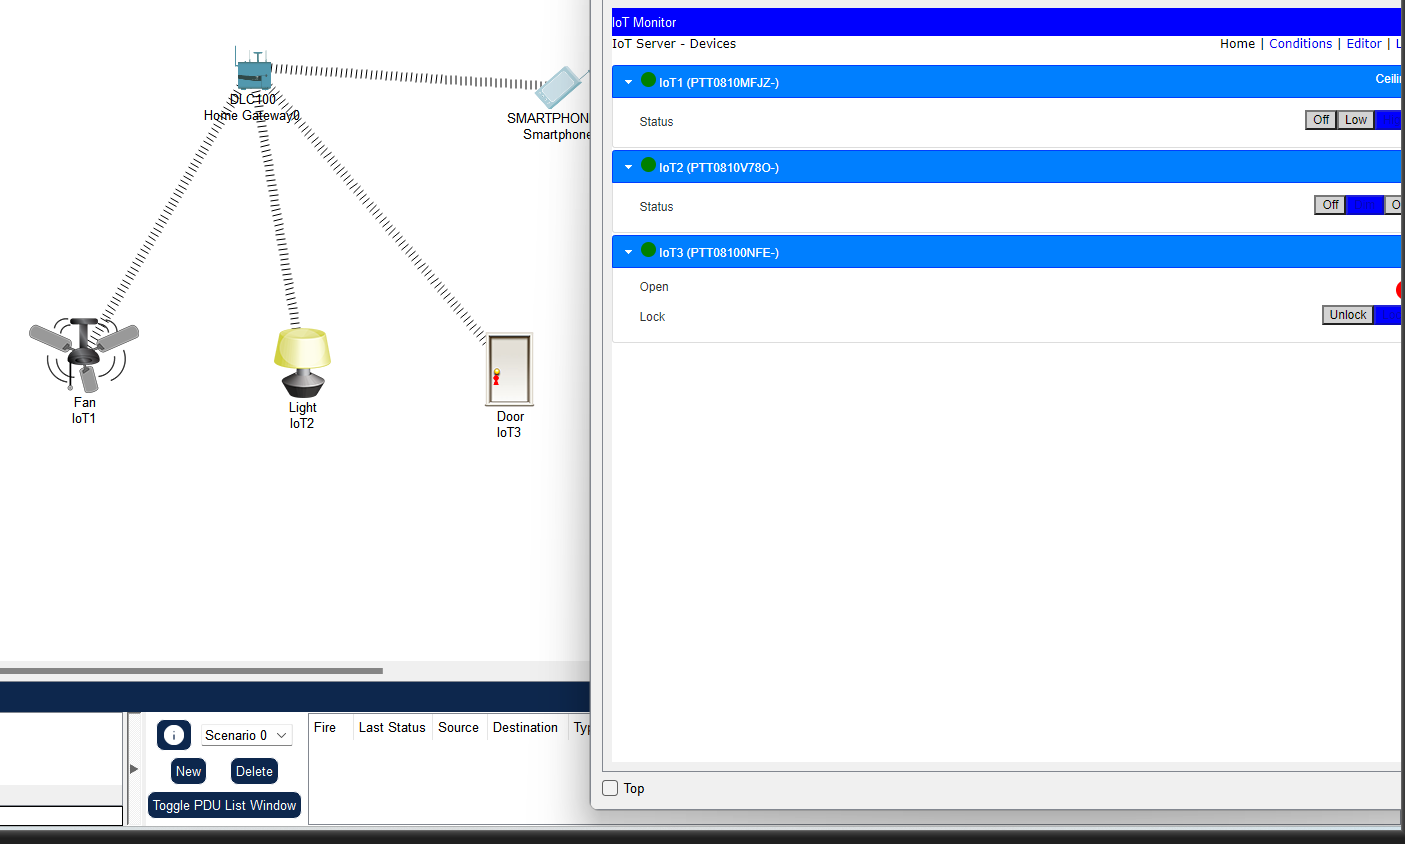 IoT Monitor
IoT Server - Devices
Home | Conditions | Editor |
IoT1 (PTT0810MFJZ-)
Status
Off
Low
IoT2 (PTT0810V78O-)
Status
Off
IoT3 (PTT08100NFE-)
Open
Lock
Unlock
Top
DLC100
Home Gateway0
SMARTPHON
Smartphone
Fan
IoT1
Light
IoT2
Door
IoT3
Scenario 0
New
Delete
Toggle PDU List Window
Fire
Last Status
Source
Destination